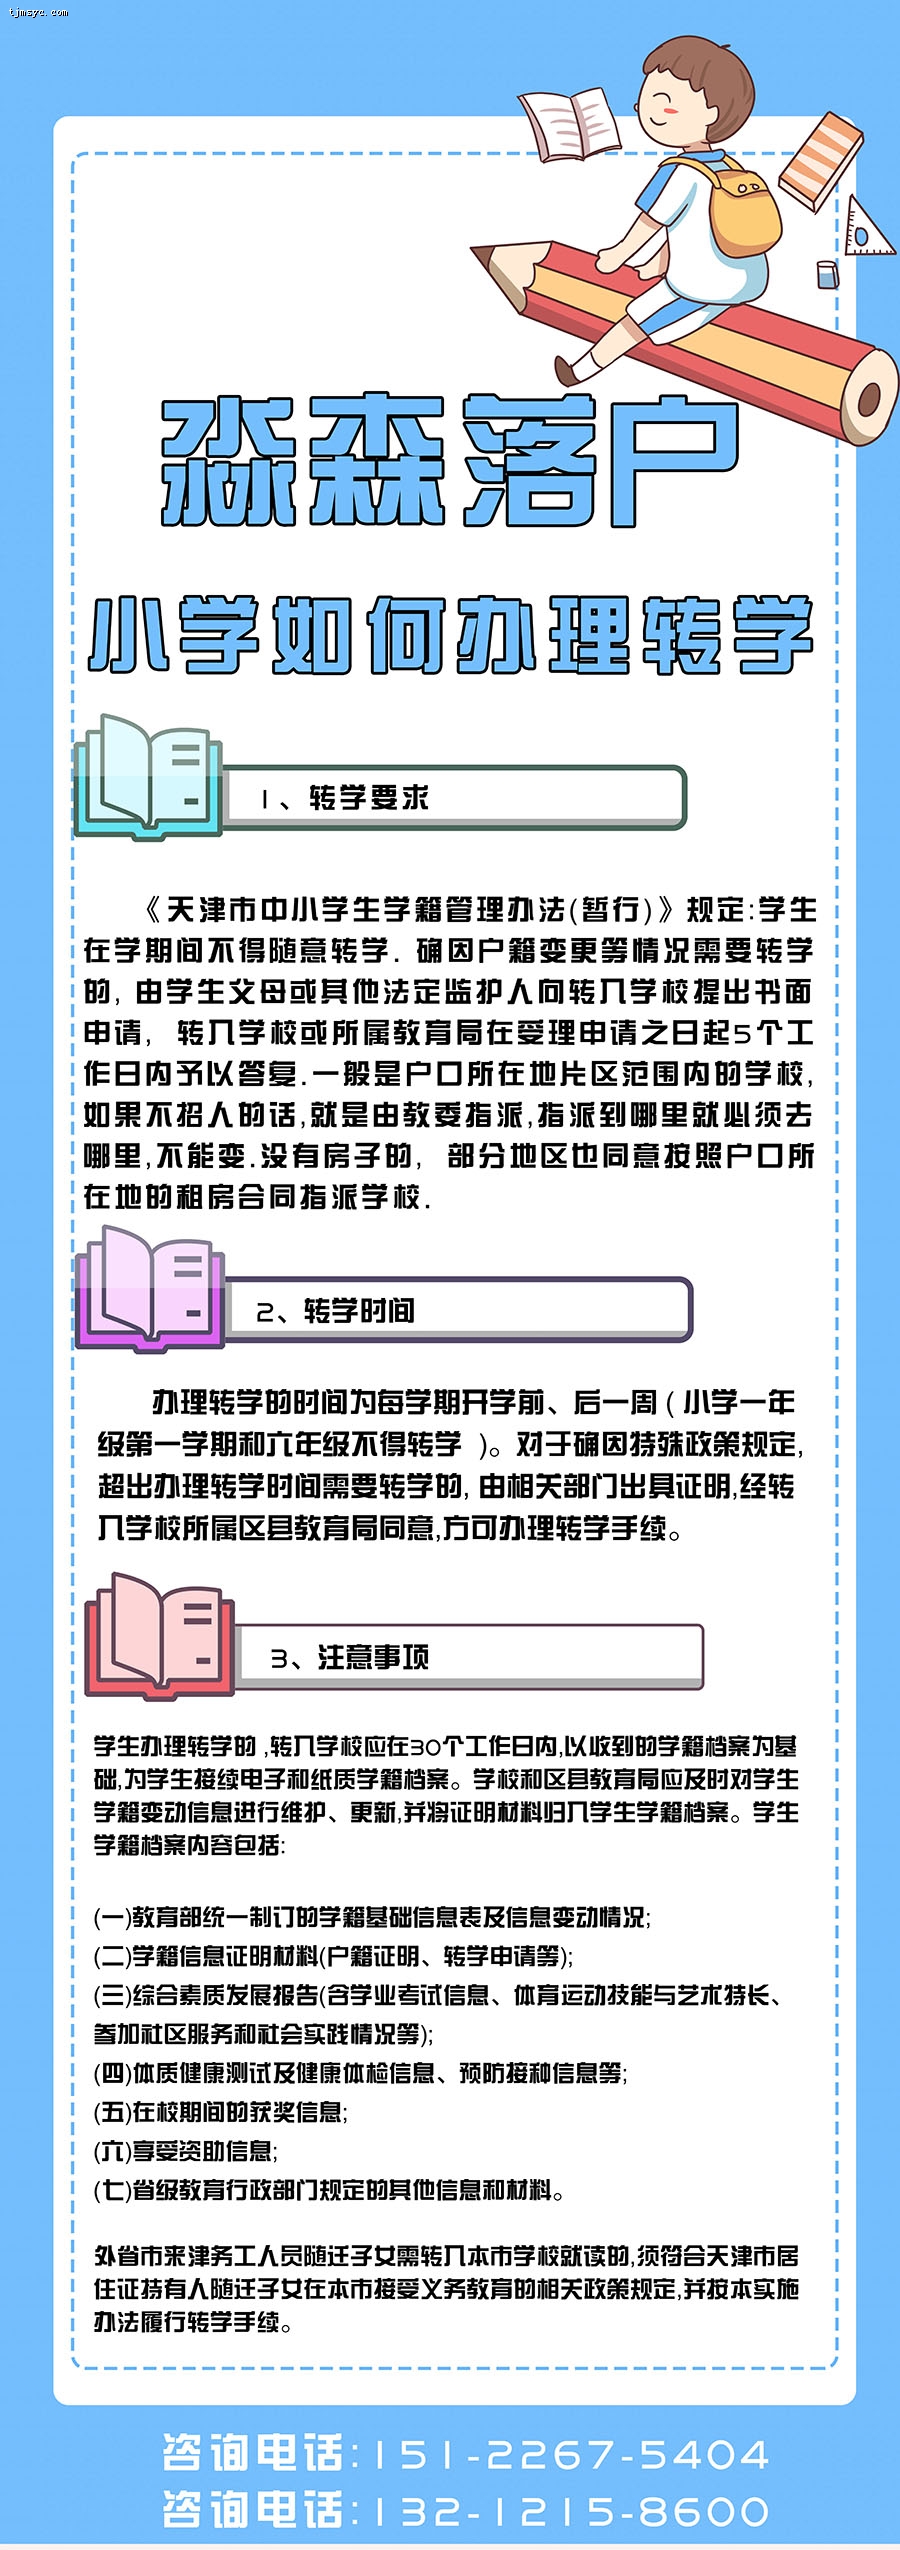 tjmsyc.com
淼森落户
小学如何办理转学
1、转学要求
《天津市中小学生学籍管理办法(暂行)》规定:学生
在学期间不得随意转学. 确因户籍变更等情况需要转学
的, 由学生父母或其他法定监护人向转入学校提出书面
申请, 转入学校或所属教育局在受理申请之日起5个工
作日内予以答复.一般是户口所在地片区范围内的学校,
如果不招人的话,就是由教委指派,指派到哪里就必须去
哪里,不能变.没有房子的, 部分地区也同意按照户口所
在地的租房合同指派学校.
2、转学时间
办理转学的时间为每学期开学前、后一周 ( 小学一年
级第一学期和六年级不得转学 )。对于确因特殊政策规定,
超出办理转学时间需要转学的, 由相关部门出具证明,经转
入学校所属区县教育局同意,方可办理转学手续。
3、注意事项
学生办理转学的 ,转入学校应在30个工作日内,以收到的学籍档案为基
础,为学生接续电子和纸质学籍档案。学校和区县教育局应及时对学生
学籍变动信息进行维护、更新,并将证明材料归入学生学籍档案。学生
学籍档案内容包括:
(一)教育部统一制订的学籍基础信息表及信息变动情况;
(二)学籍信息证明材料(户籍证明、转学申请等);
(三)综合素质发展报告(含学业考试信息、体育运动技能与艺术特长、
参加社区服务和社会实践情况等);
(四)体质健康测试及健康体检信息、预防接种信息等;
(五)在校期间的获奖信息;
(六)享受资助信息;
(七)省级教育行政部门规定的其他信息和材料。
外省市来津务工人员随迁子女需转入本市学校就读的,须符合天津市居
住证持有人随迁子女在本市接受义务教育的相关政策规定,并按本实施
办法履行转学手续。
咨询电话:151-2267-5404
咨询电话:132-1215-8600